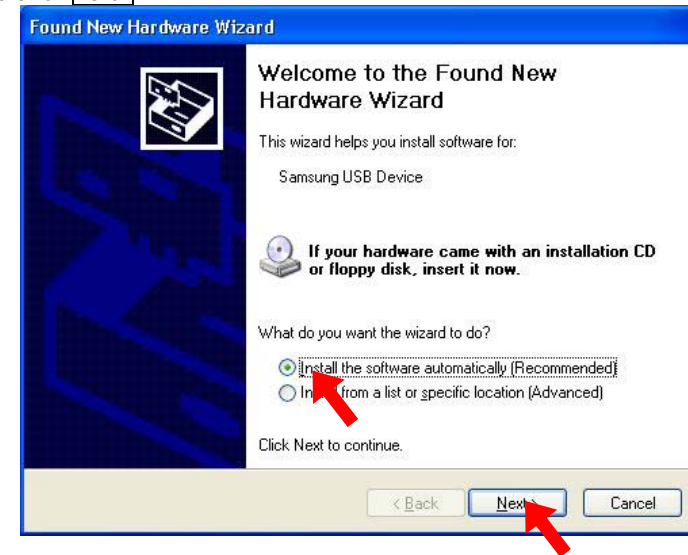 Found New Hardware Wizard
Welcome to the Found New
Hardware Wizard
This wizard helps you install software for:
Samsung USB Device
If your hardware came with an installation CD
or floppy disk, insert it now.
What do you want the wizard to do?
Install the software automatically (Recommended)
from a list or specific location (Advanced)
Click Next to continue.
< Back Next > Cancel